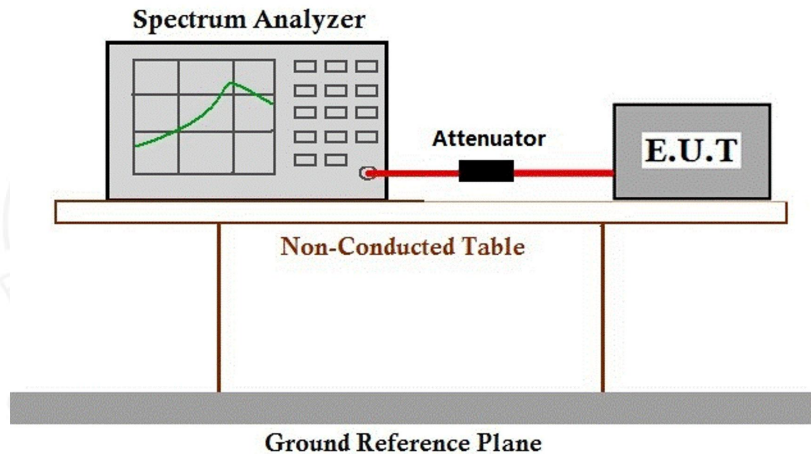 Spectrum Analyzer
Attenuator
E.U.T
Non-Conducted Table
Ground Reference Plane